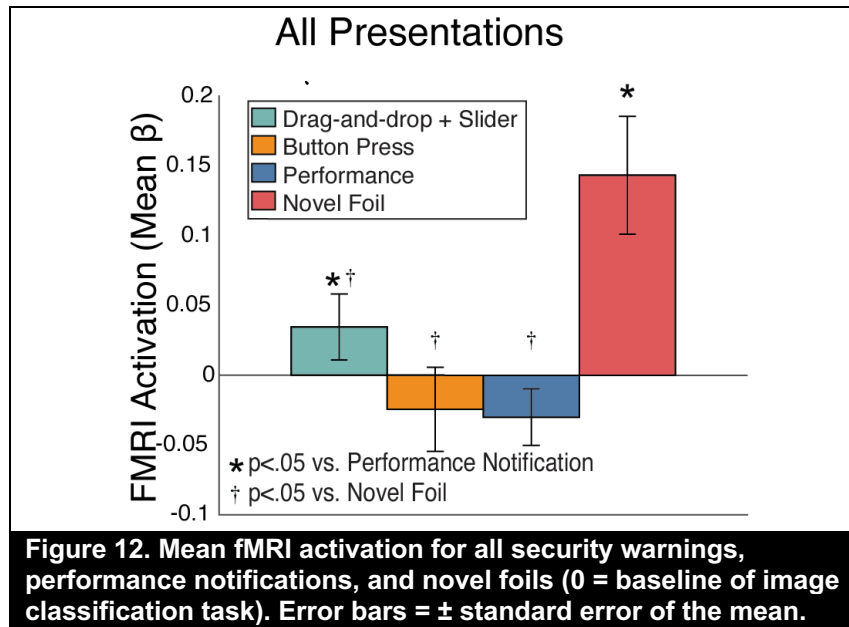 All Presentations
0.2
0.15
0.1
0.05
0
-0.05
-0.1
FMRI Activation (Mean β)
Drag-and-drop + Slider
Button Press
Performance
Novel Foil
*
* †
†
†
* p<.05 vs. Performance Notification
† p<.05 vs. Novel Foil
Figure 12. Mean fMRI activation for all security warnings,
performance notifications, and novel foils (0 = baseline of image
classification task). Error bars = ± standard error of the mean.